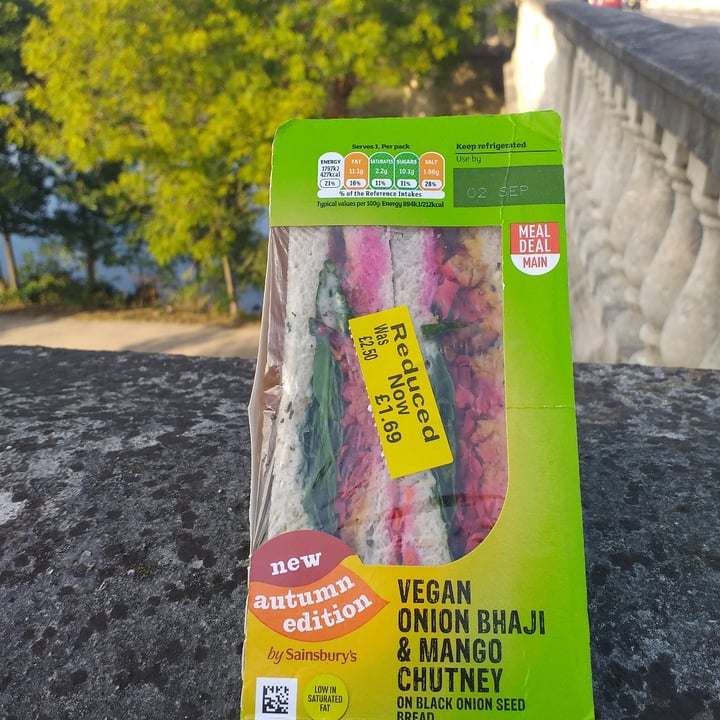 Serves 1. Per pack
ENERGY
1797kJ
427kcal
21%
FAT
11.1g
16%
SATURATES
2.2g
11%
SUGARS
10.1g
11%
SALT
1.66g
28%
% of the Reference Intakes
Typical values per 100g: Energy 894kJ/212kcal
Keep refrigerated
Use by
02 SEP
MEAL
DEAL
MAIN
Reduced
Now
£1.69
Was
£2.50
new
autumn
edition
by Sainsbury's
LOW IN
SATURATED
FAT
VEGAN
ONION BHAJI
& MANGO
CHUTNEY
ON BLACK ONION SEED
BREAD